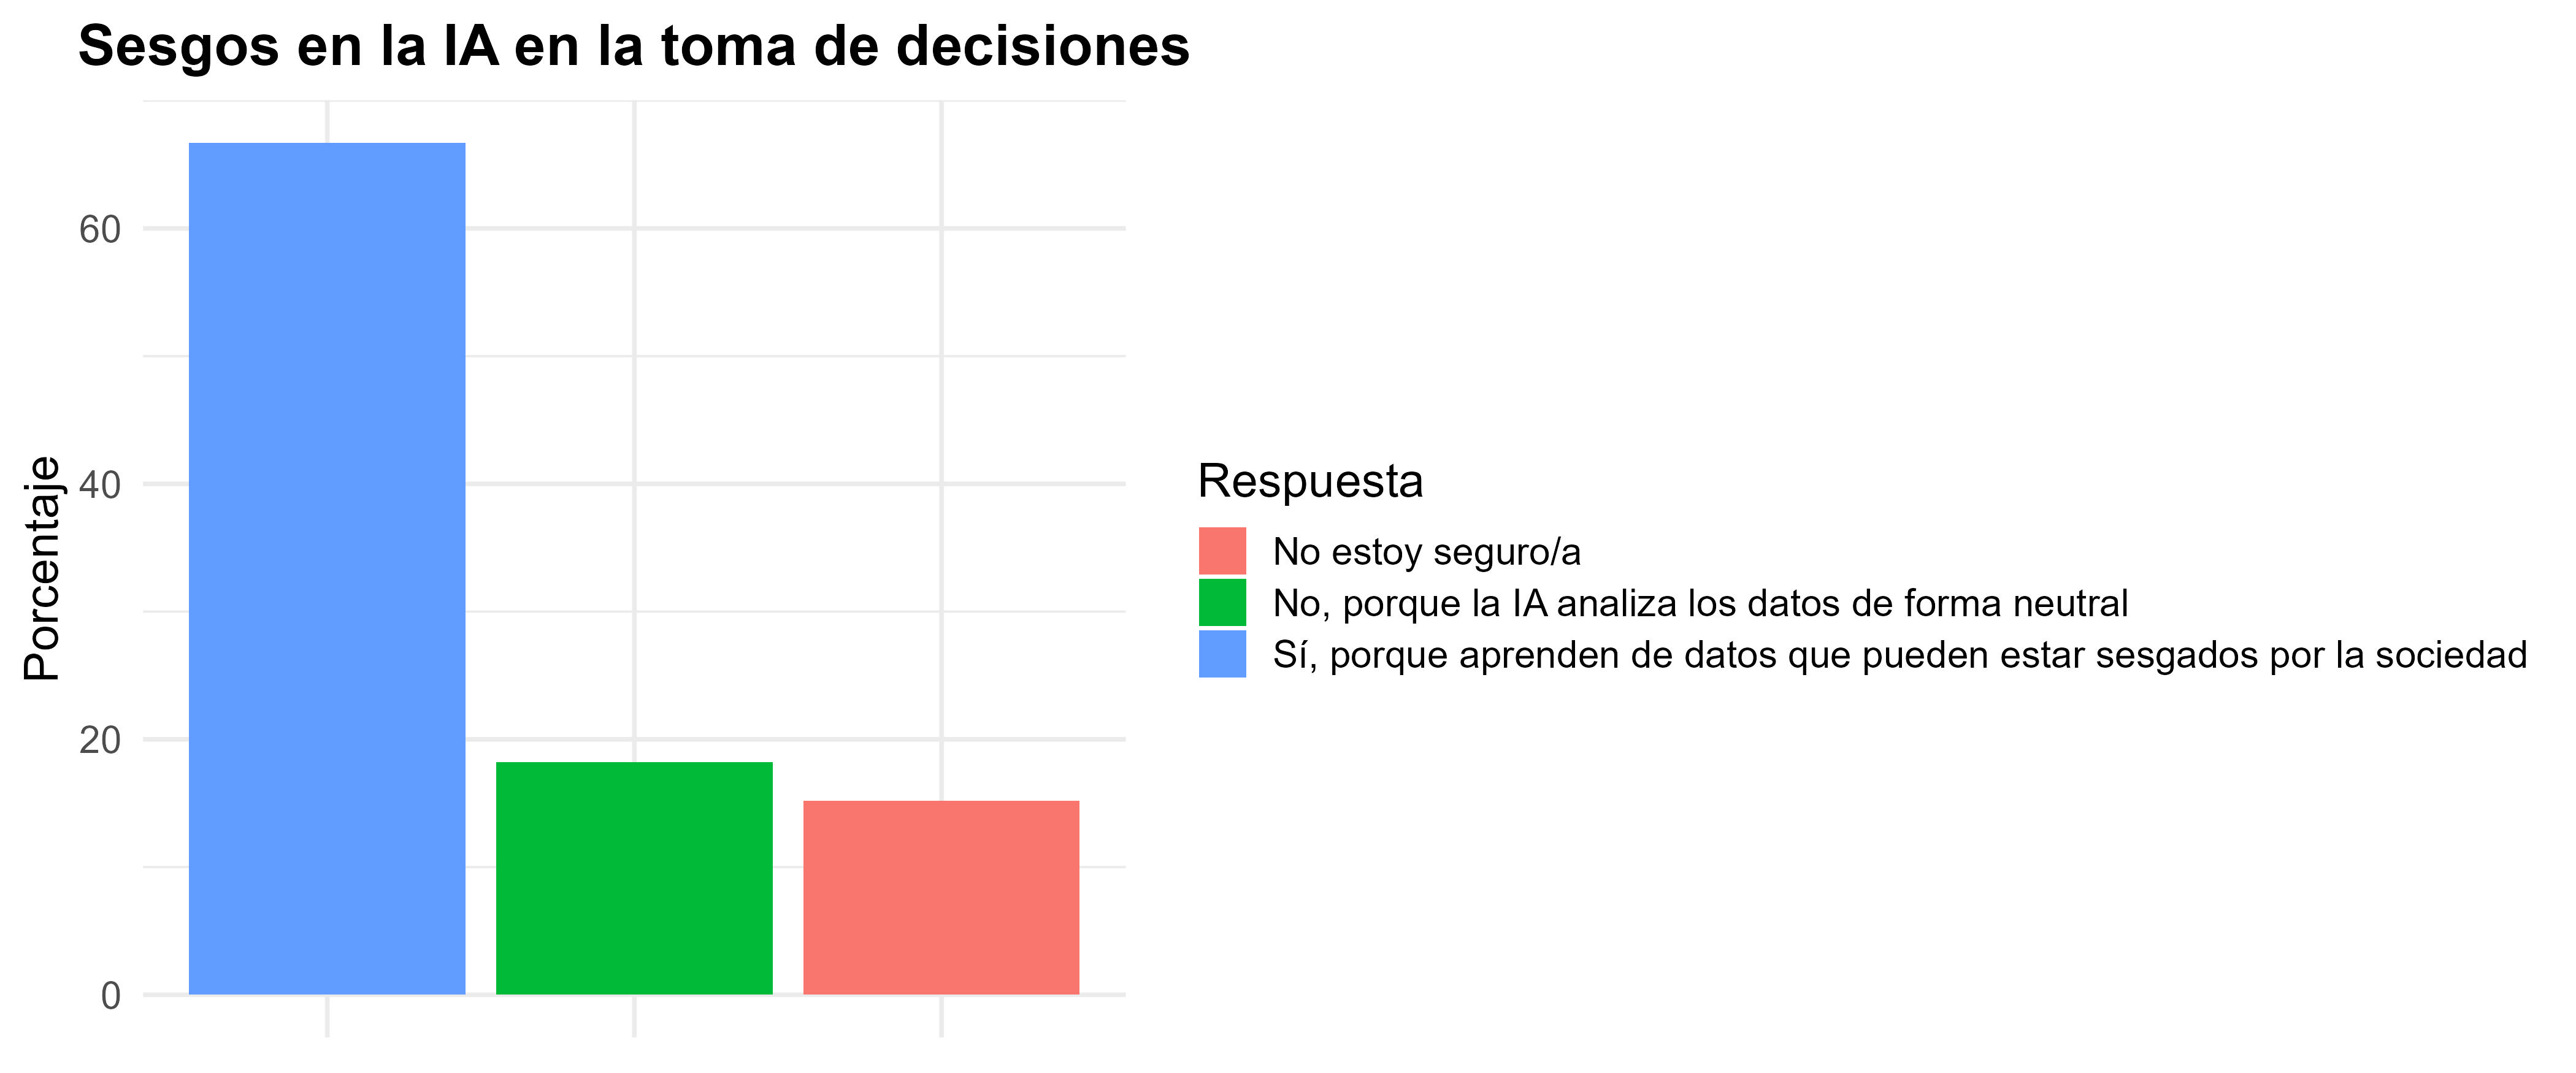 Sesgos en la IA en la toma de decisiones
Porcentaje
60
40
20
0
Respuesta
No estoy seguro/a
No, porque la IA analiza los datos de forma neutral
Sí, porque aprenden de datos que pueden estar sesgados por la sociedad